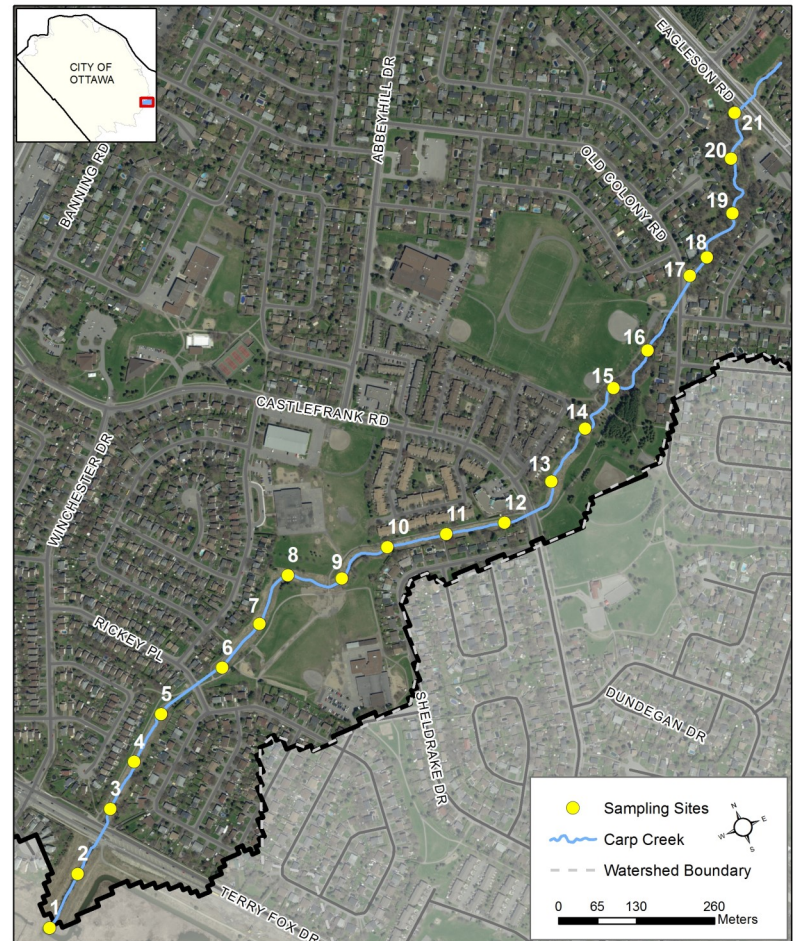 CITY OF
OTTAWA
EAGLESON RD
ABBEYHILL DR
BANNING RD
OLD COLONY RD
21
20
19
18
17
16
15
CASTLEFRANK RD
14
WINCHESTER DR
13
12
11
10
9
8
7
RICKEY PL
6
5
SHELDRAKE DR
DUNDEGAN DR
4
3
2
1
TERRY FOX DR
Sampling Sites
Carp Creek
Watershed Boundary
N
E
W
S
0 65 130 260
Meters